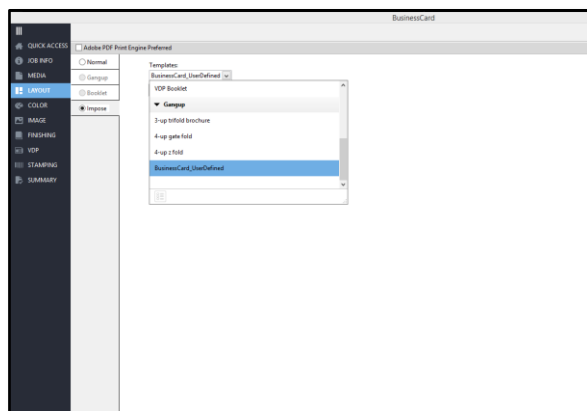 BusinessCard
QUICK ACCESS
Adobe PDF Print Engine Preferred
JOB INFO
MEDIA
LAYOUT
COLOR
IMAGE
FINISHING
VDP
STAMPING
SUMMARY
Normal
Gangup
Booklet
Impose
Templates:
BusinessCard_UserDefined
VDP Booklet
Gangup
3-up trifold brochure
4-up gate fold
4-up z fold
BusinessCard_UserDefined